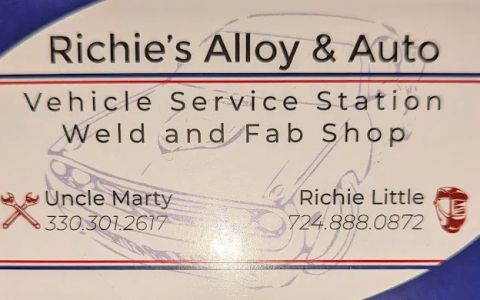 Richie's Alloy & Auto
Vehicle Service Station
Weld and Fab Shop
Uncle Marty Richie Little
330.301.2617 724.888.0872